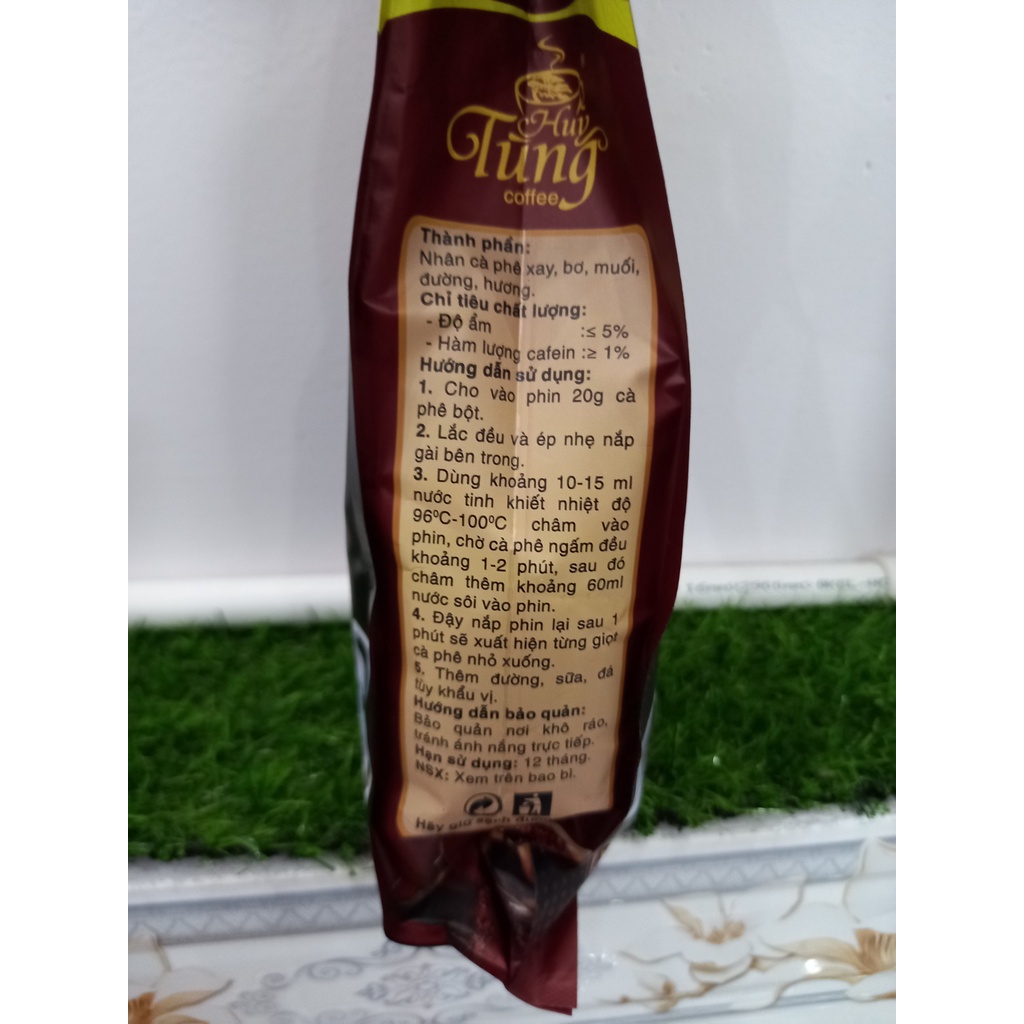 Huy
Tùng
coffee
Thành phần:
Nhân cà phê xay, bơ, muối,
đường, hương.
Chỉ tiêu chất lượng:
- Độ ẩm :≤ 5%
- Hàm lượng cafein :≥ 1%
Hướng dẫn sử dụng:
1. Cho vào phin 20g cà
phê bột.
2. Lắc đều và ép nhẹ nắp
gài bên trong.
3. Dùng khoảng 10-15 ml
nước tinh khiết nhiệt độ
96ºC-100ºC châm vào
phin, chờ cà phê ngấm đều
khoảng 1-2 phút, sau đó
châm thêm khoảng 60ml
nước sôi vào phin.
4. Đậy nắp phin lại sau 1
phút sẽ xuất hiện từng giọt
cà phê nhỏ xuống.
5. Thêm đường, sữa, đá
tùy khẩu vị.
Hướng dẫn bảo quản:
Bảo quản nơi khô ráo,
tránh ánh nắng trực tiếp.
Hạn sử dụng: 12 tháng.
NSX: Xem trên bao bì.
Hãy giữ sạch